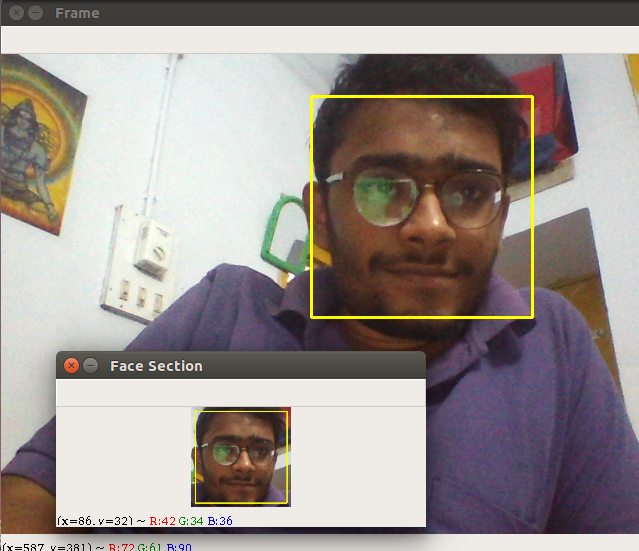 Frame
Face Section
(x=86, y=32) ~ R:42 G:34 B:36
(x=587, y=381) ~ R:72 G:61 B:90